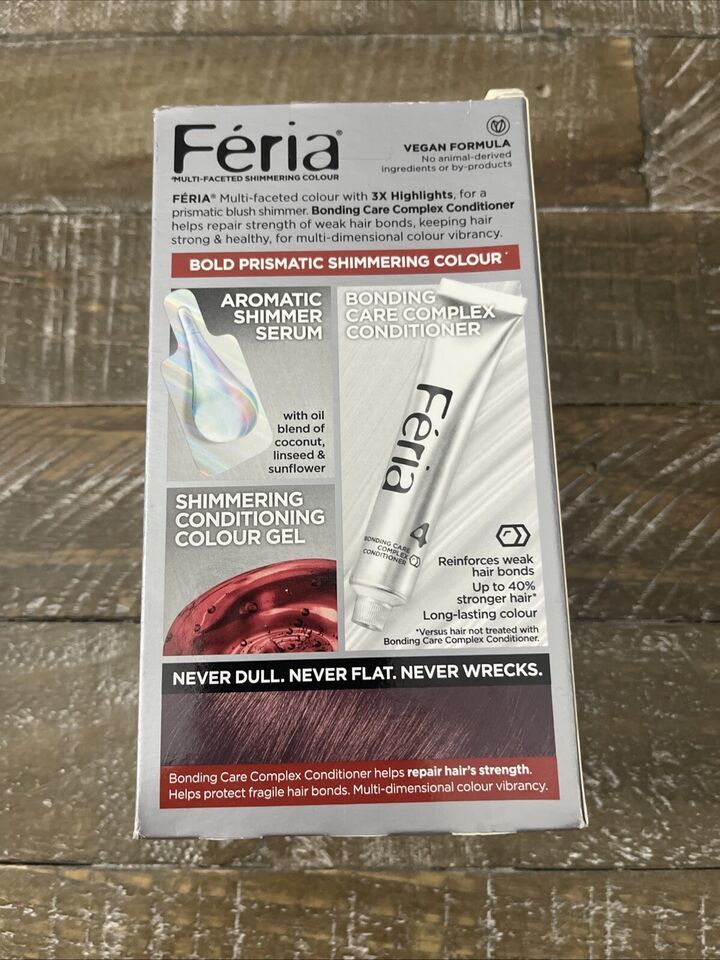 Féria®
MULTI-FACETED SHIMMERING COLOUR
VEGAN FORMULA
No animal-derived
ingredients or by-products
FÉRIA® Multi-faceted colour with 3X Highlights, for a
prismatic blush shimmer. Bonding Care Complex Conditioner
helps repair strength of weak hair bonds, keeping hair
strong & healthy, for multi-dimensional colour vibrancy.
BOLD PRISMATIC SHIMMERING COLOUR
AROMATIC
SHIMMER
SERUM
with oil
blend of
coconut,
linseed &
sunflower
BONDING
CARE COMPLEX
CONDITIONER
Féria
4
BONDING CARE
COMPLEX
CONDITIONER
Reinforces weak
hair bonds
Up to 40%
stronger hair*
Long-lasting colour
*Versus hair not treated with
Bonding Care Complex Conditioner.
SHIMMERING
CONDITIONING
COLOUR GEL
NEVER DULL. NEVER FLAT. NEVER WRECKS.
Bonding Care Complex Conditioner helps repair hair's strength.
Helps protect fragile hair bonds. Multi-dimensional colour vibrancy.